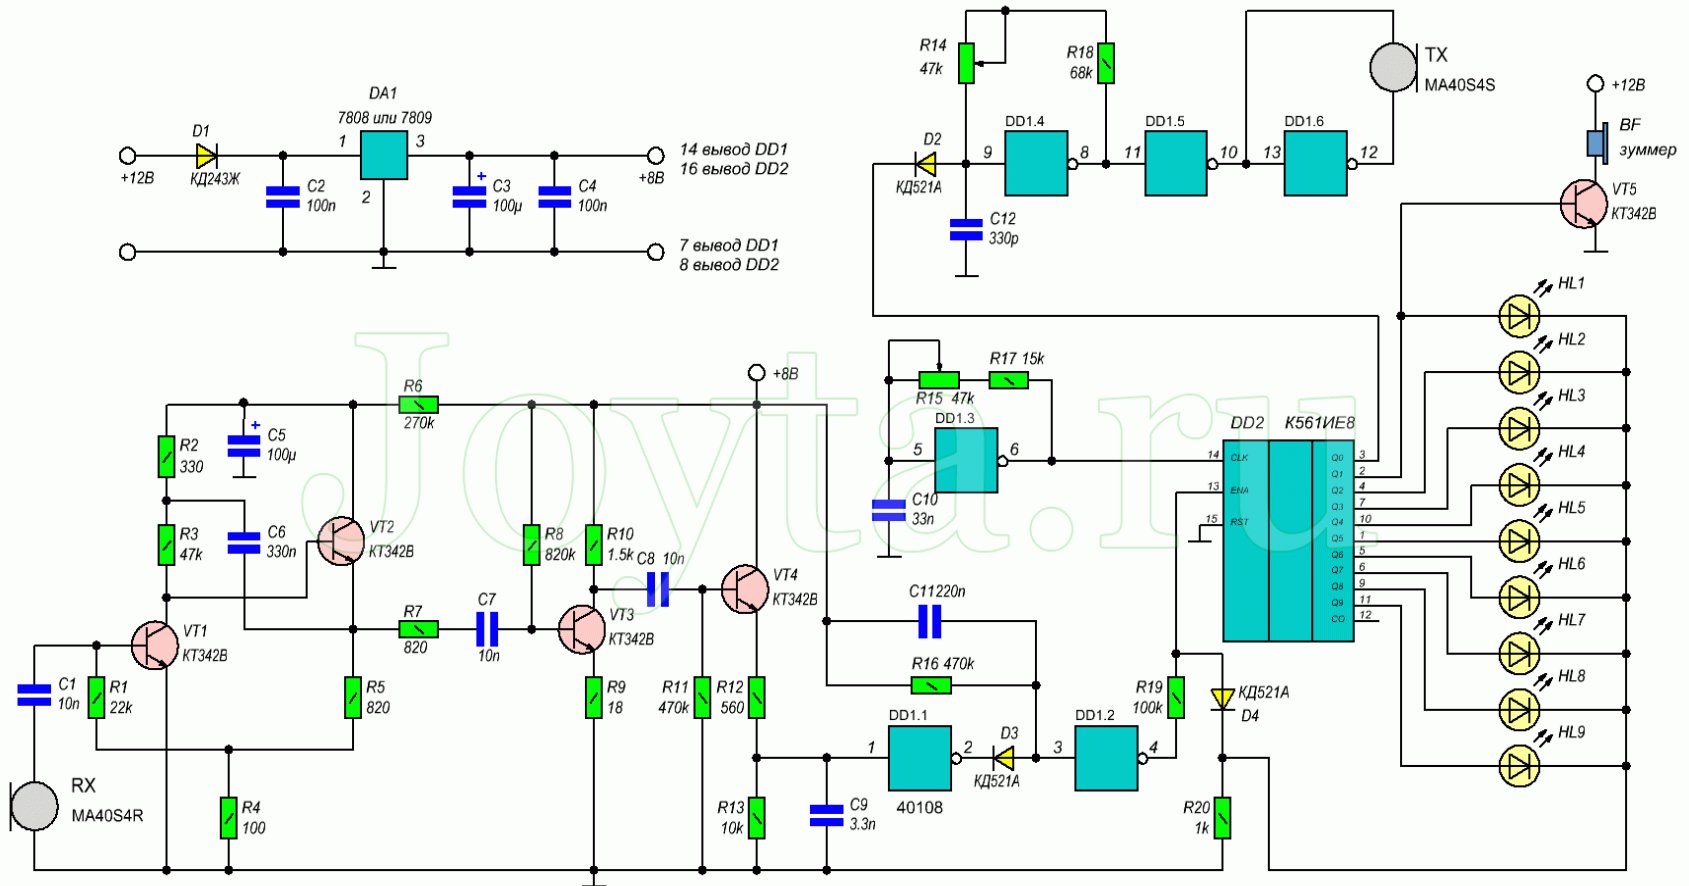 DA1
7808 или 7809
D1
КД243Ж
1
3
2
+12В
+8В
14 вывод DD1
16 вывод DD2
C2
100n
C3
100µ
+
C4
100n
7 вывод DD1
8 вывод DD2
R14
47k
R18
68k
TX
MA40S4S
DD1.4
DD1.5
DD1.6
D2
КД521А
9
8
11
10
13
12
C12
330p
+12В
BF
зуммер
VT5
КТ342В
HL1
HL2
HL3
HL4
HL5
HL6
HL7
HL8
HL9
Joyta.ru
+8В
R6
270k
R2
330
C5
100µ
+
R3
47k
C6
330n
VT2
КТ342В
R8
820k
R10
1.5k
C8 10n
VT4
КТ342В
VT1
КТ342В
R7
820
C7
10n
VT3
КТ342В
C1
10n
R1
22k
R5
820
R9
18
R11
470k
R12
560
RX
MA40S4R
R4
100
R13
10k
C9
3.3n
R17 15k
R15 47k
DD1.3
5
6
C10
33n
DD2 К561ИЕ8
14 CLK
13 ENA
15 RST
Q0 3
Q1 2
Q2 4
Q3 7
Q4 10
Q5 1
Q6 5
Q7 6
Q8 9
Q9 11
CO 12
C11 220n
R16 470k
DD1.1
1
2
40108
D3
КД521А
DD1.2
3
4
R19
100k
КД521А
D4
R20
1k